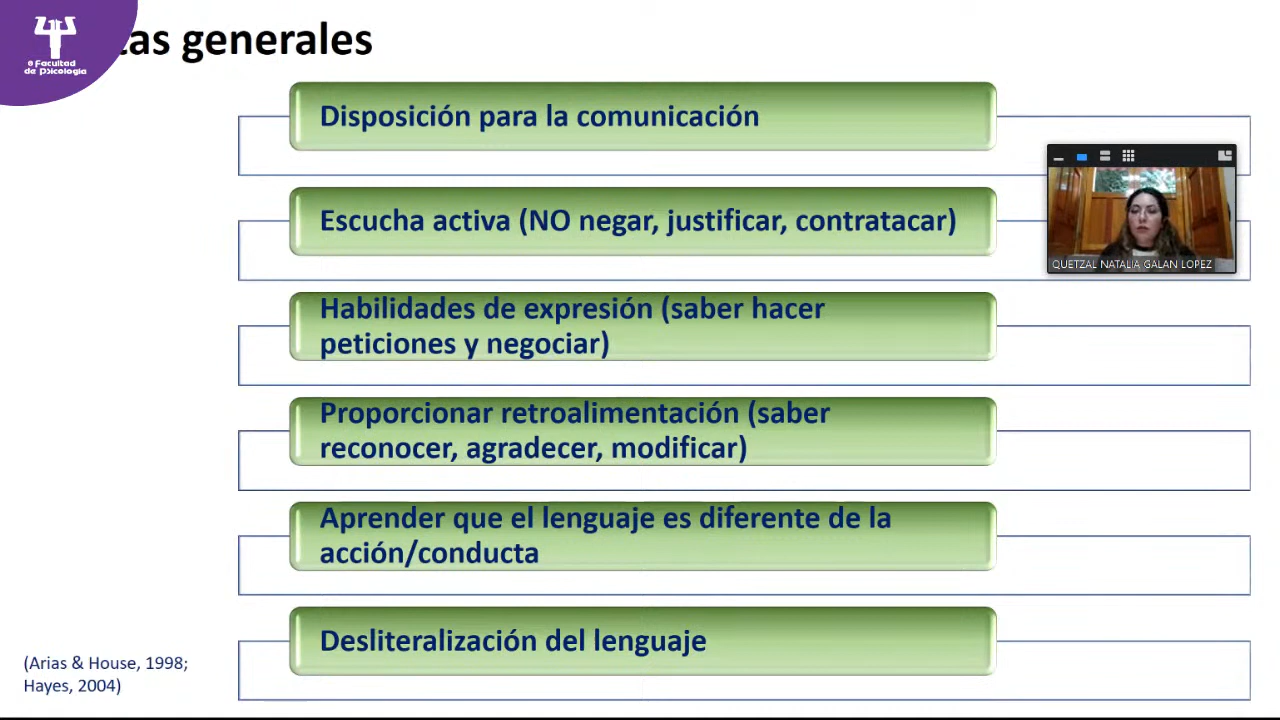 tas generales
Facultad
de Psicología
Disposición para la comunicación
Escucha activa (NO negar, justificar, contratacar)
QUETZAL NATALIA GALAN LOPEZ
Habilidades de expresión (saber hacer
peticiones y negociar)
Proporcionar retroalimentación (saber
reconocer, agradecer, modificar)
Aprender que el lenguaje es diferente de la
acción/conducta
Desliteralización del lenguaje
(Arias & House, 1998;
Hayes, 2004)